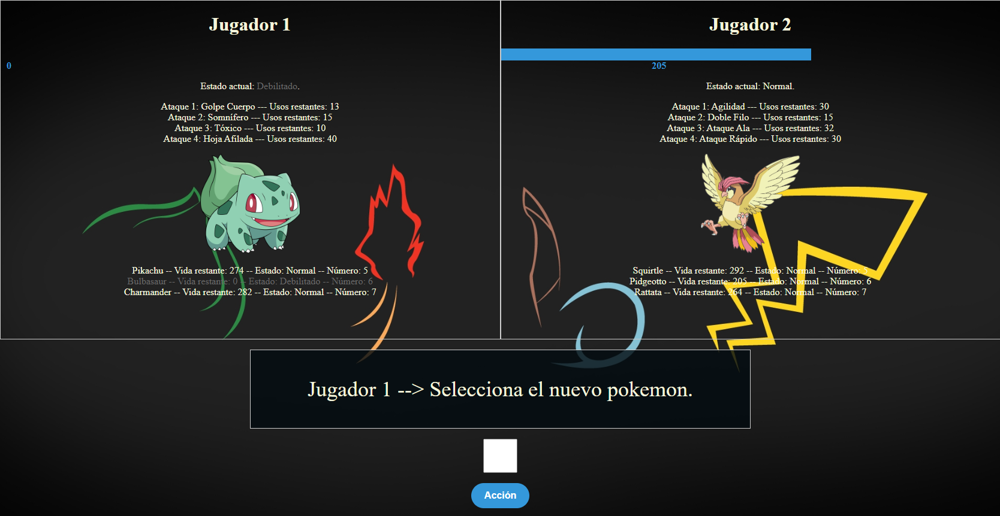 Jugador 1
0
Estado actual: Debilitado.
Ataque 1: Golpe Cuerpo --- Usos restantes: 13
Ataque 2: Somnífero --- Usos restantes: 15
Ataque 3: Tóxico --- Usos restantes: 10
Ataque 4: Hoja Afilada --- Usos restantes: 40
Pikachu -- Vida restante: 274 -- Estado: Normal -- Número: 5
Bulbasaur -- Vida restante: 0 -- Estado: Debilitado -- Número: 6
Charmander -- Vida restante: 282 -- Estado: Normal -- Número: 7
Jugador 2
205
Estado actual: Normal.
Ataque 1: Agilidad --- Usos restantes: 30
Ataque 2: Doble Filo --- Usos restantes: 15
Ataque 3: Ataque Ala --- Usos restantes: 32
Ataque 4: Ataque Rápido --- Usos restantes: 30
Squirtle -- Vida restante: 292 -- Estado: Normal -- Número: 5
Pidgeotto -- Vida restante: 205 -- Estado: Normal -- Número: 6
Rattata -- Vida restante: 264 -- Estado: Normal -- Número: 7
Jugador 1 --> Selecciona el nuevo pokemon.
Acción